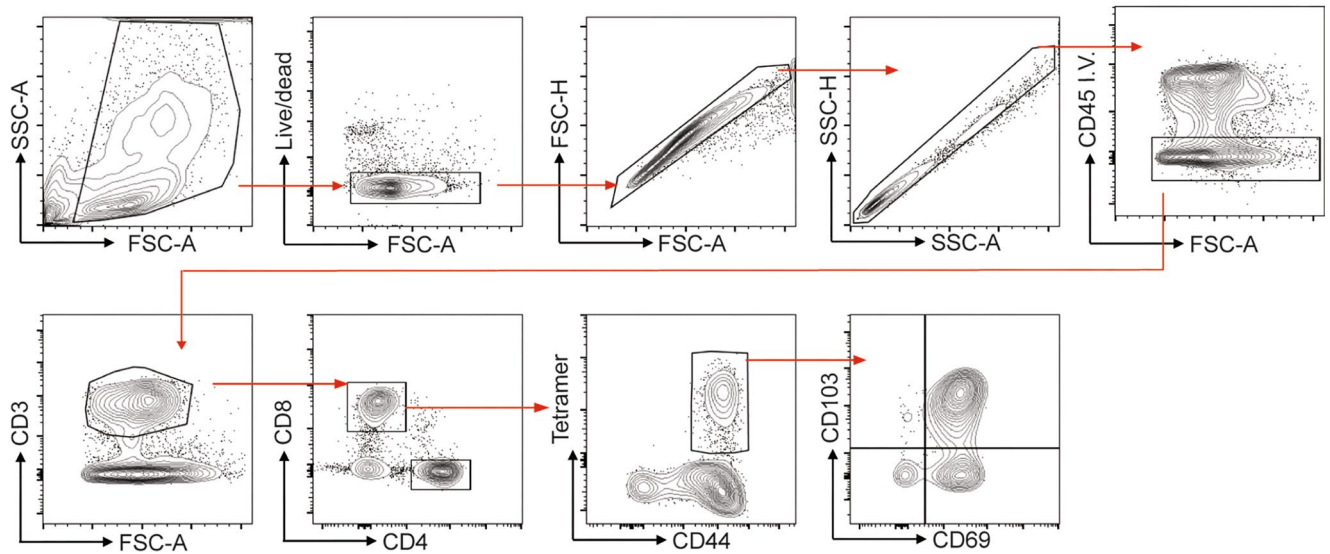 SSC-A
FSC-A
Live/dead
FSC-A
FSC-H
FSC-A
SSC-H
SSC-A
CD45 I.V.
FSC-A
CD3
FSC-A
CD8
CD4
Tetramer
CD44
CD103
CD69